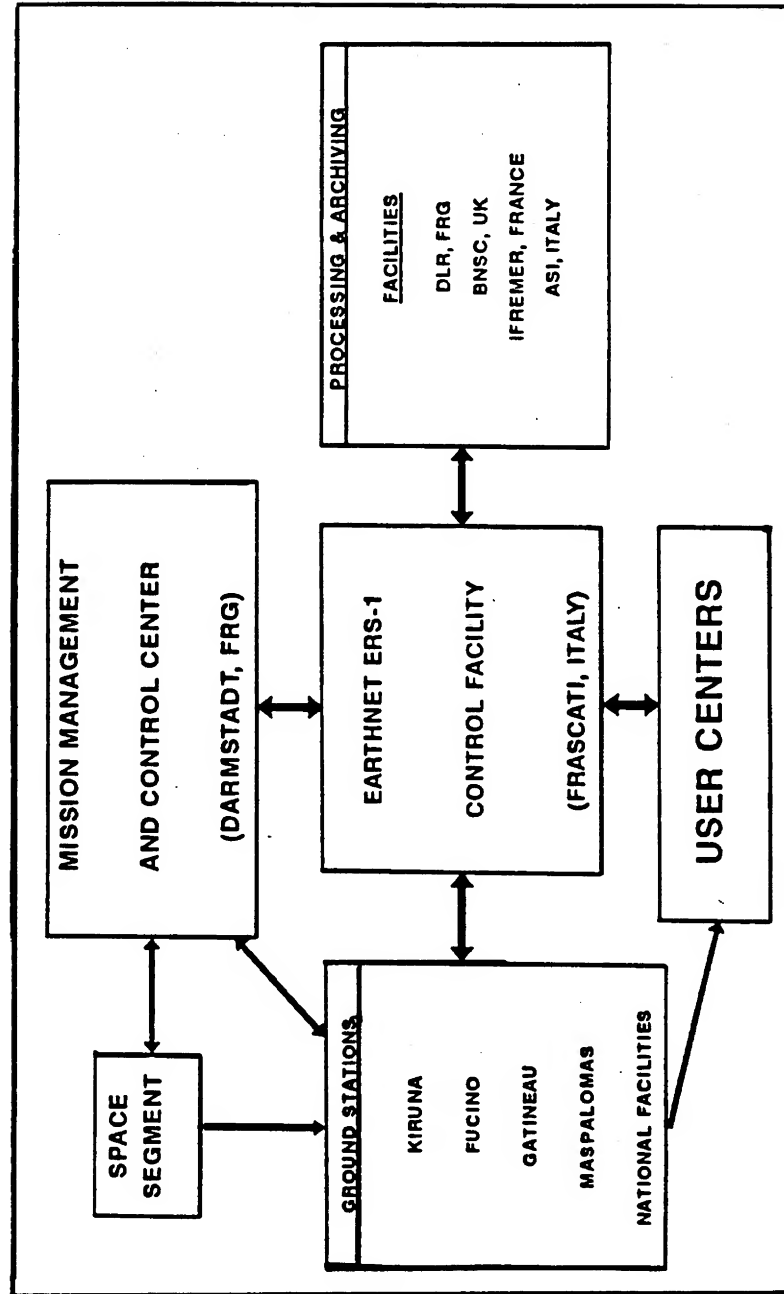 SPACE
SEGMENT
MISSION MANAGEMENT
AND CONTROL CENTER
(DARMSTADT, FRG)
GROUND STATIONS
KIRUNA
FUCINO
GATINEAU
MASPALOMAS
NATIONAL FACILITIES
EARTHNET ERS-1
CONTROL FACILITY
(FRASCATI, ITALY)
PROCESSING & ARCHIVING
FACILITIES
DLR, FRG
BNSC, UK
IFREMER, FRANCE
ASI, ITALY
USER CENTERS